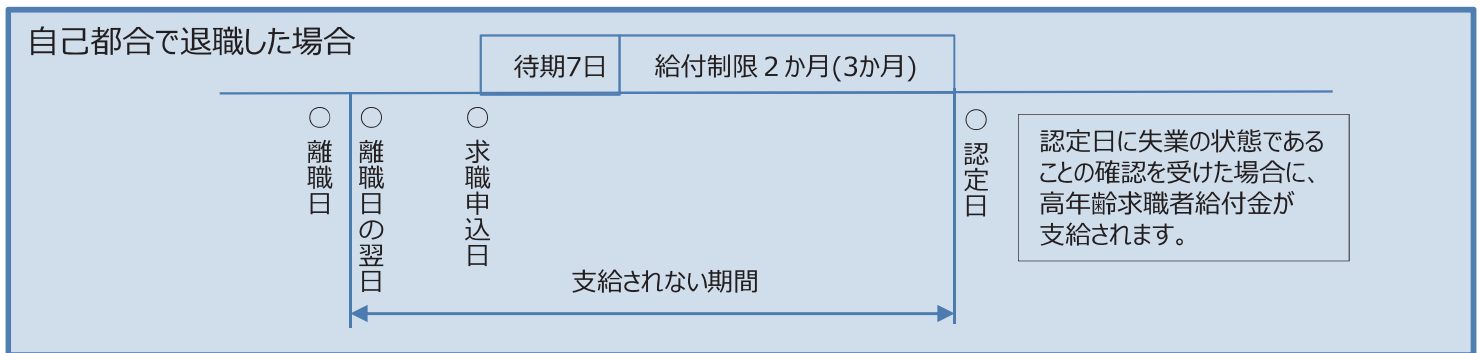 自己都合で退職した場合
待期7日
給付制限２か月(3か月)
○離職日
○離職日の翌日
○求職申込日
○認定日
認定日に失業の状態である
ことの確認を受けた場合に、
高年齢求職者給付金が
支給されます。
支給されない期間